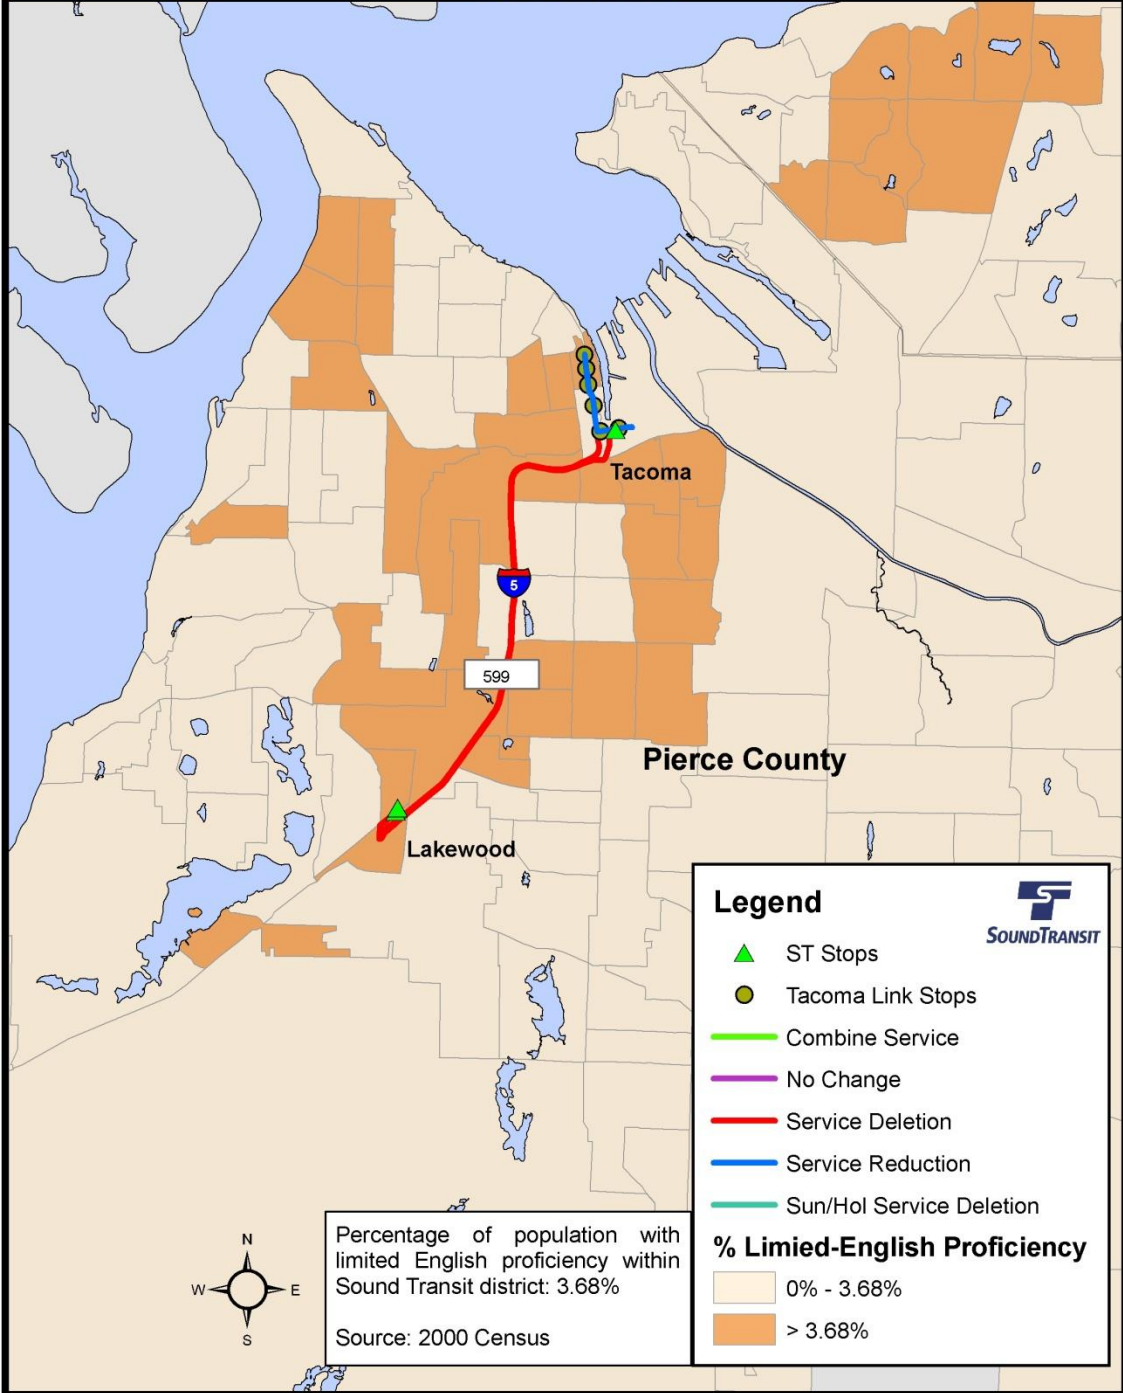 Tacoma
5
599
Pierce County
Lakewood
Legend
SOUNDTRANSIT
ST Stops
Tacoma Link Stops
Combine Service
No Change
Service Deletion
Service Reduction
Sun/Hol Service Deletion
% Limied-English Proficiency
0% - 3.68%
> 3.68%
N
W E
S
Percentage of population with
limited English proficiency within
Sound Transit district: 3.68%
Source: 2000 Census